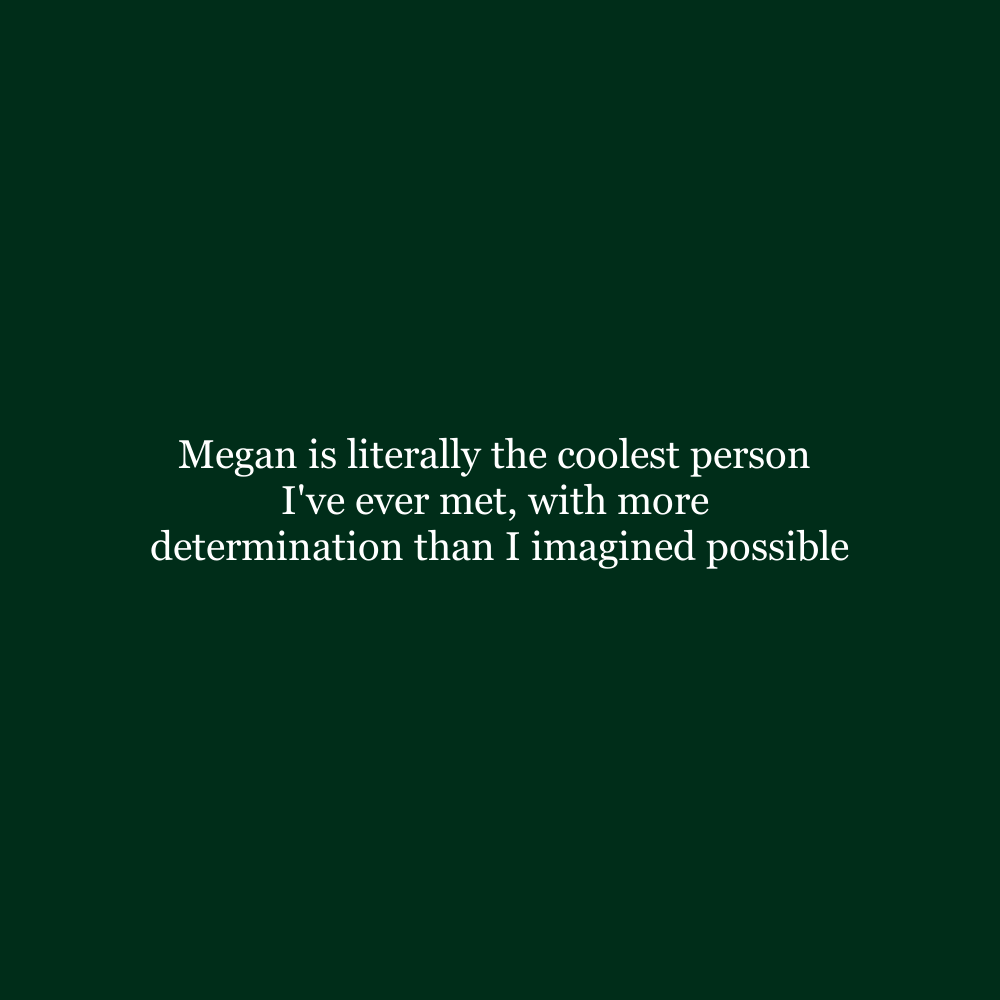 Megan is literally the coolest person
I've ever met, with more
determination than I imagined possible